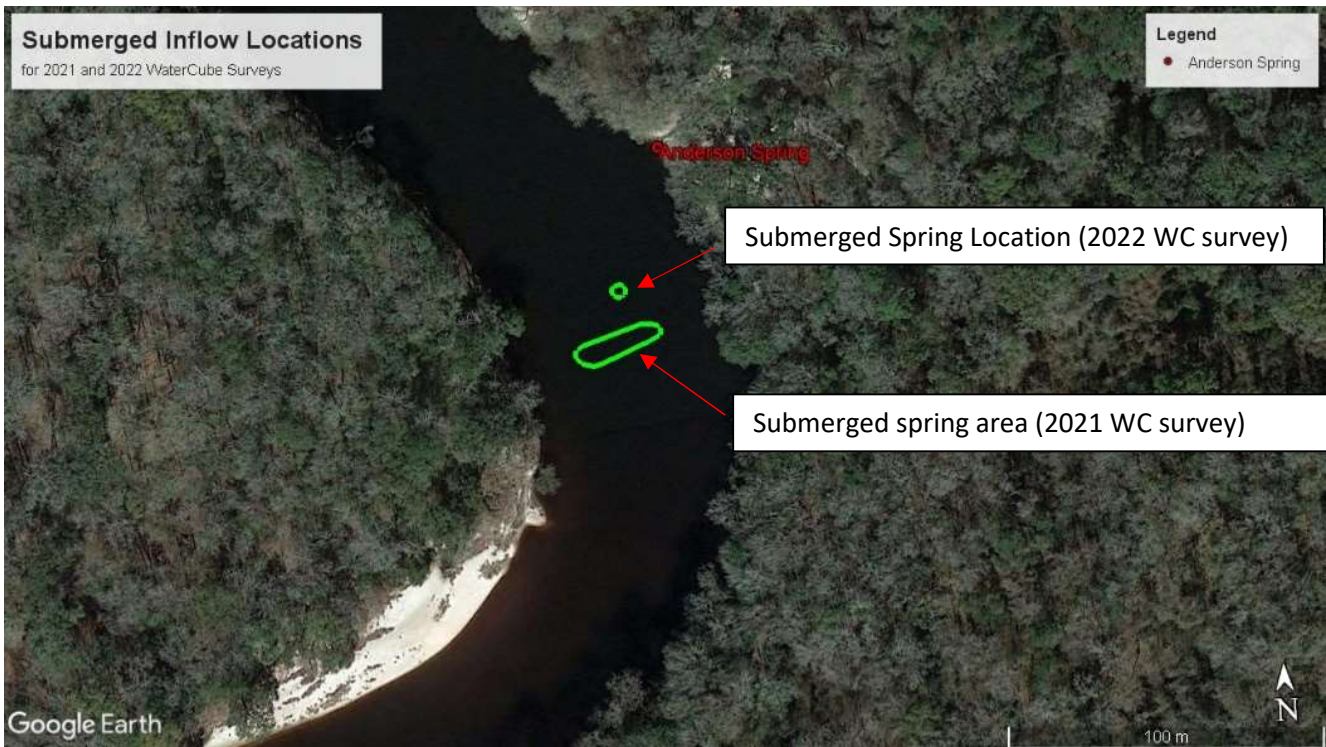 Submerged Inflow Locations
for 2021 and 2022 WaterCube Surveys
Legend
Anderson Spring
Anderson Spring
Submerged Spring Location (2022 WC survey)
Submerged spring area (2021 WC survey)
Google Earth
N
100 m